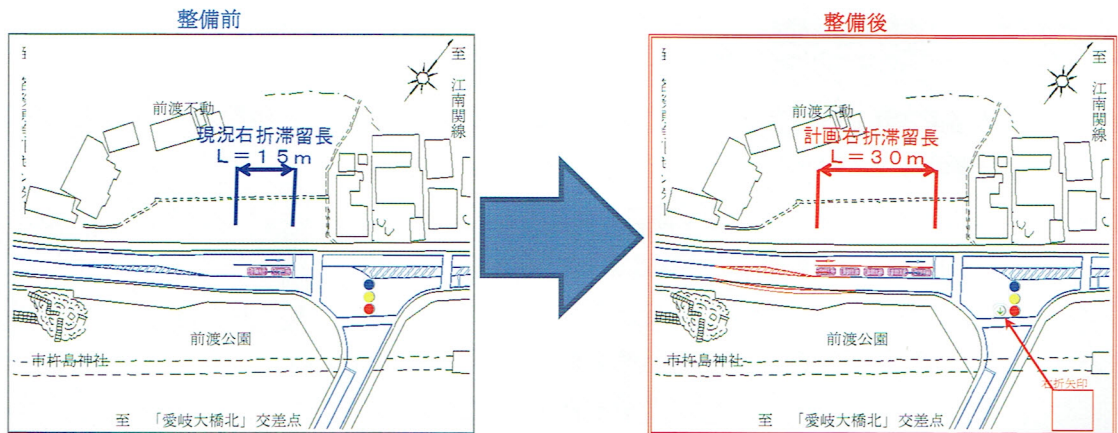 整備前
至
至
江南関線
前渡不動
現況右折滞留長
L=15m
前渡公園
市杵島神社
至 「愛岐大橋北」交差点
整備後
至
至
江南関線
前渡不動
計画右折滞留長
L=30m
前渡公園
市杵島神社
右折矢印
至 「愛岐大橋北」交差点